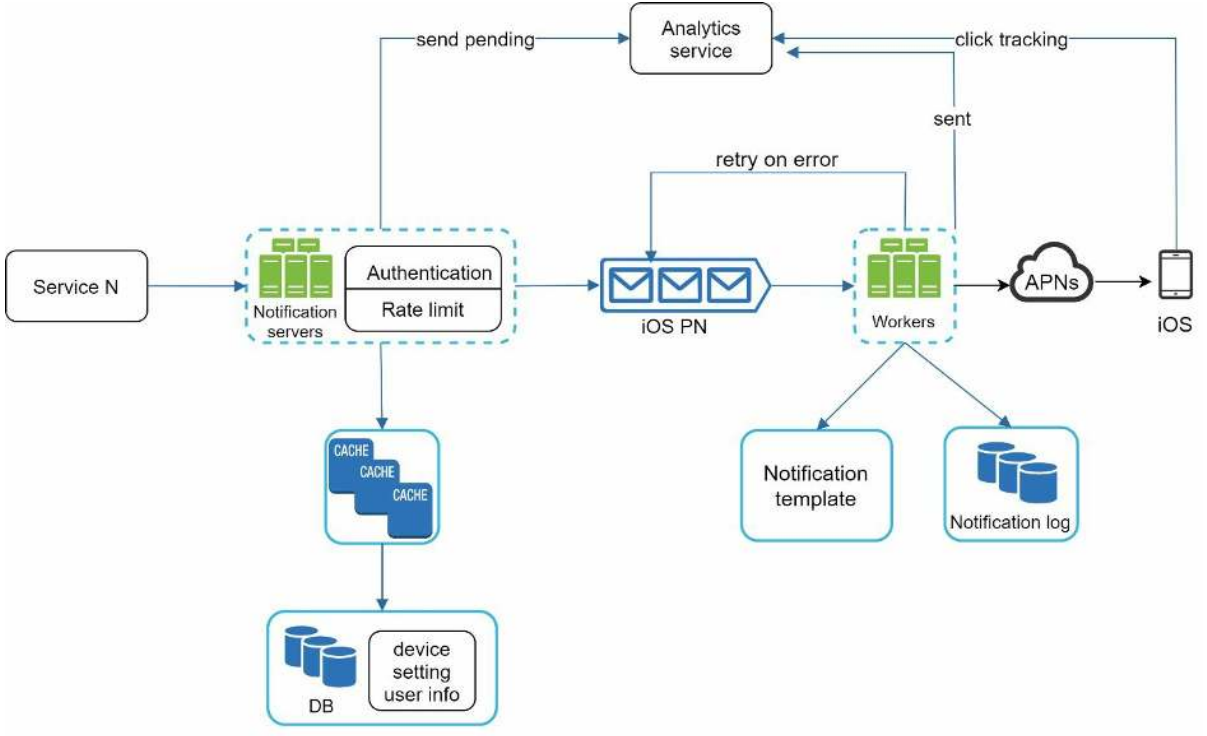 Analytics
service
send pending
click tracking
sent
retry on error
Service N
Notification
servers
Authentication
Rate limit
iOS PN
Workers
APNs
iOS
CACHE
CACHE
CACHE
Notification
template
Notification log
DB
device
setting
user info